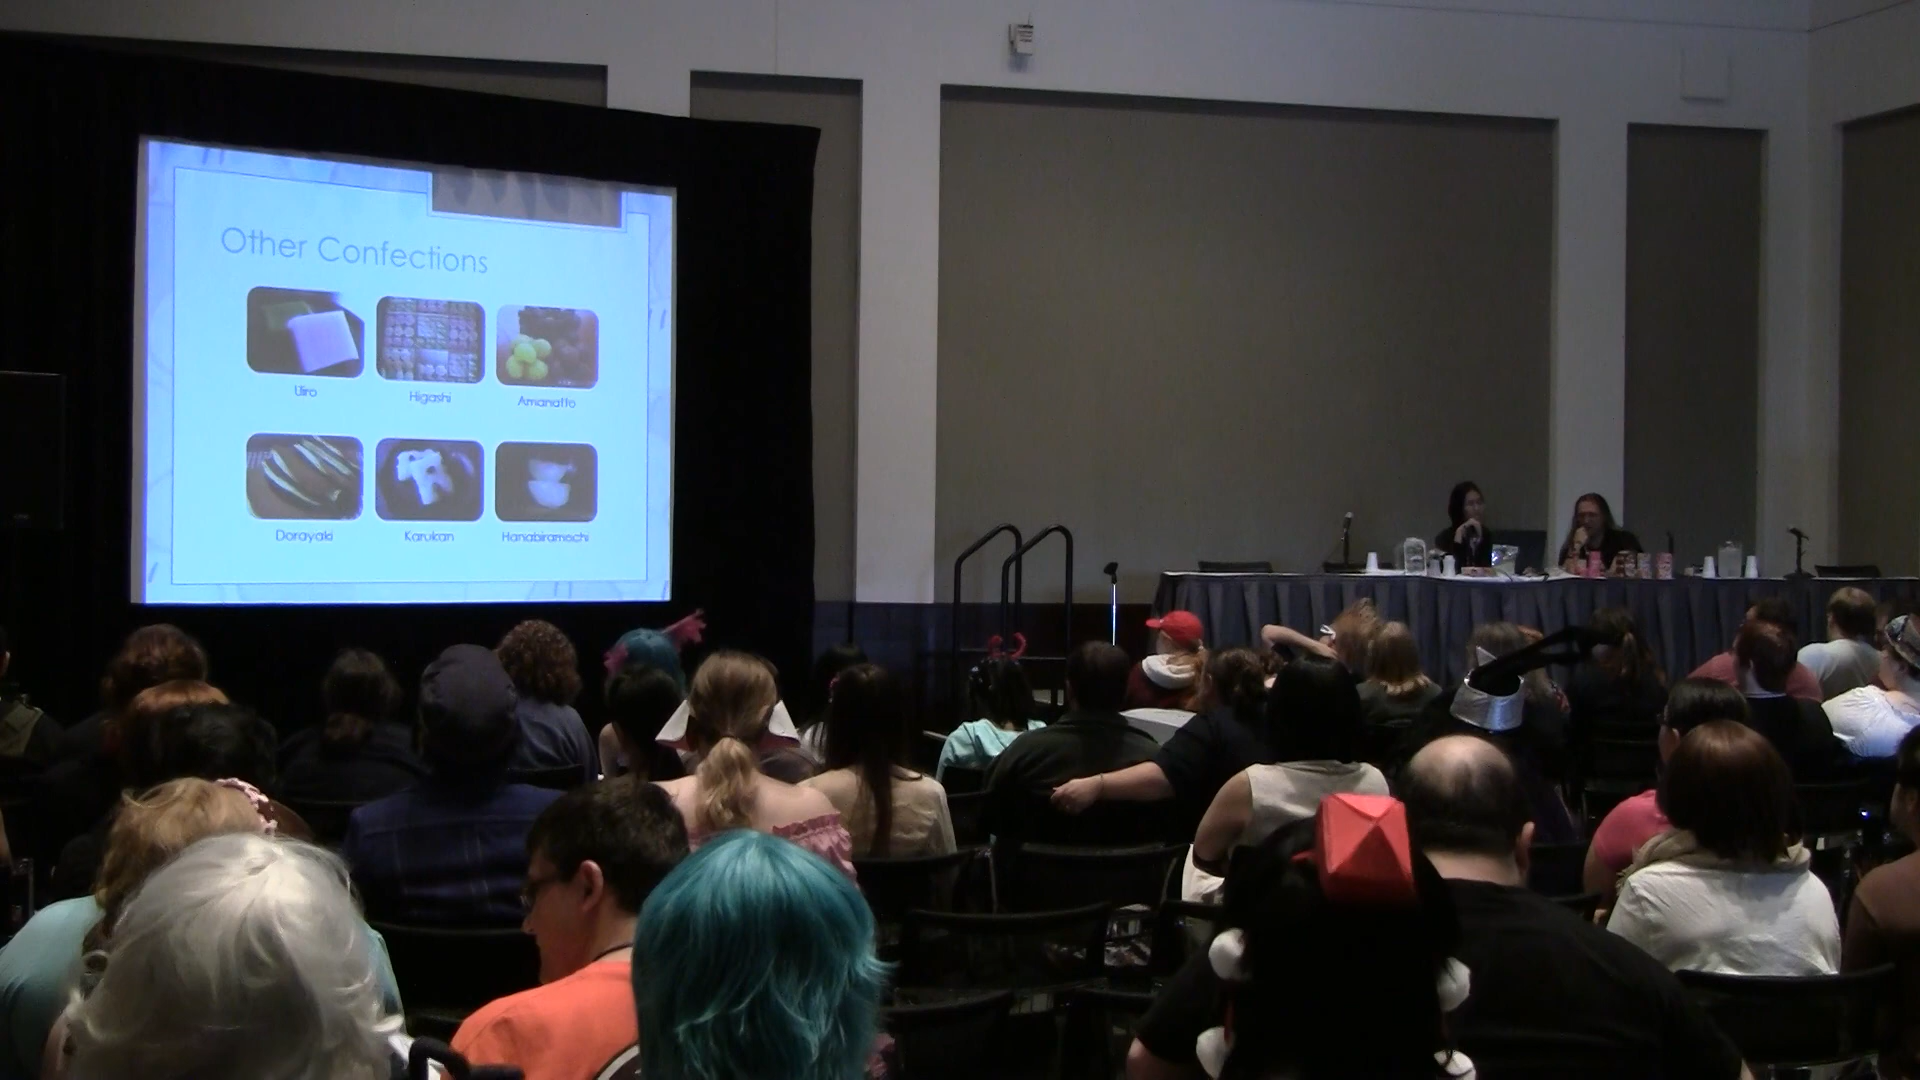 Other Confections
Uiro
Higashi
Amanatto
Dorayaki
Karukan
Hanabiramochi